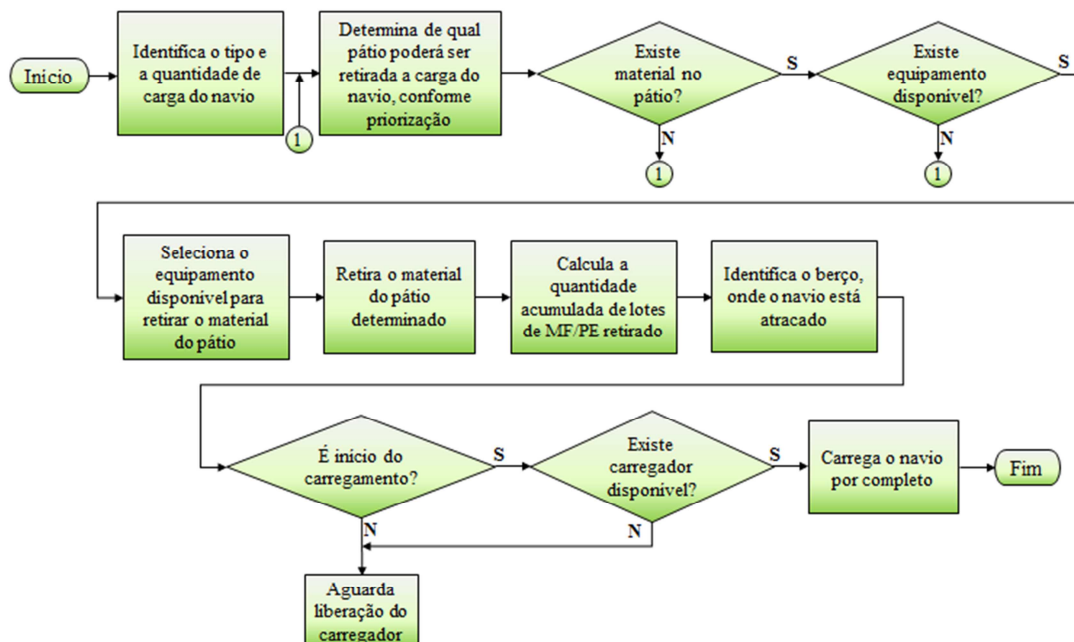 Início
Identifica o tipo e
a quantidade de
carga do navio
1
Determina de qual
pátio poderá ser
retirada a carga do
navio, conforme
priorização
Existe
material no
pátio?
S
N
1
Existe
equipamento
disponível?
S
N
1
Seleciona o
equipamento
disponível para
retirar o material
do pátio
Retira o material
do pátio
determinado
Calcula a
quantidade
acumulada de lotes
de MF/PE retirado
Identifica o berço,
onde o navio está
atracado
É início do
carregamento?
S
N
Existe
carregador
disponível?
S
N
Carrega o navio
por completo
Fim
Aguarda
liberação do
carregador